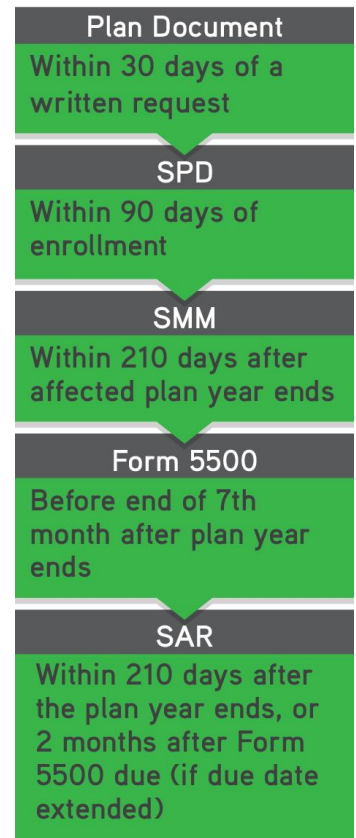 Plan Document
Within 30 days of a
written request
SPD
Within 90 days of
enrollment
SMM
Within 210 days after
affected plan year ends
Form 5500
Before end of 7th
month after plan year
ends
SAR
Within 210 days after
the plan year ends, or
2 months after Form
5500 due (if due date
extended)